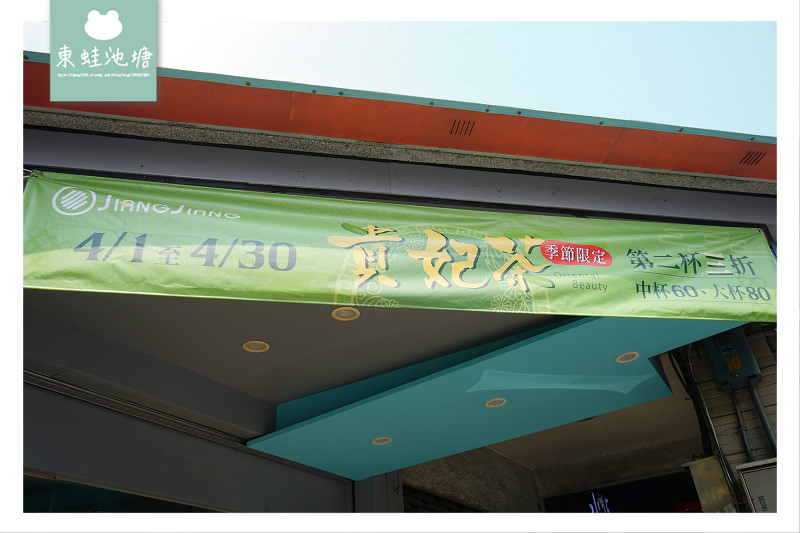 東蛙池塘
JIANGJIANG
4/1至4/30
貴妃茶
季節限定
Oriental
Beauty
第二杯三折
中杯60、大杯80